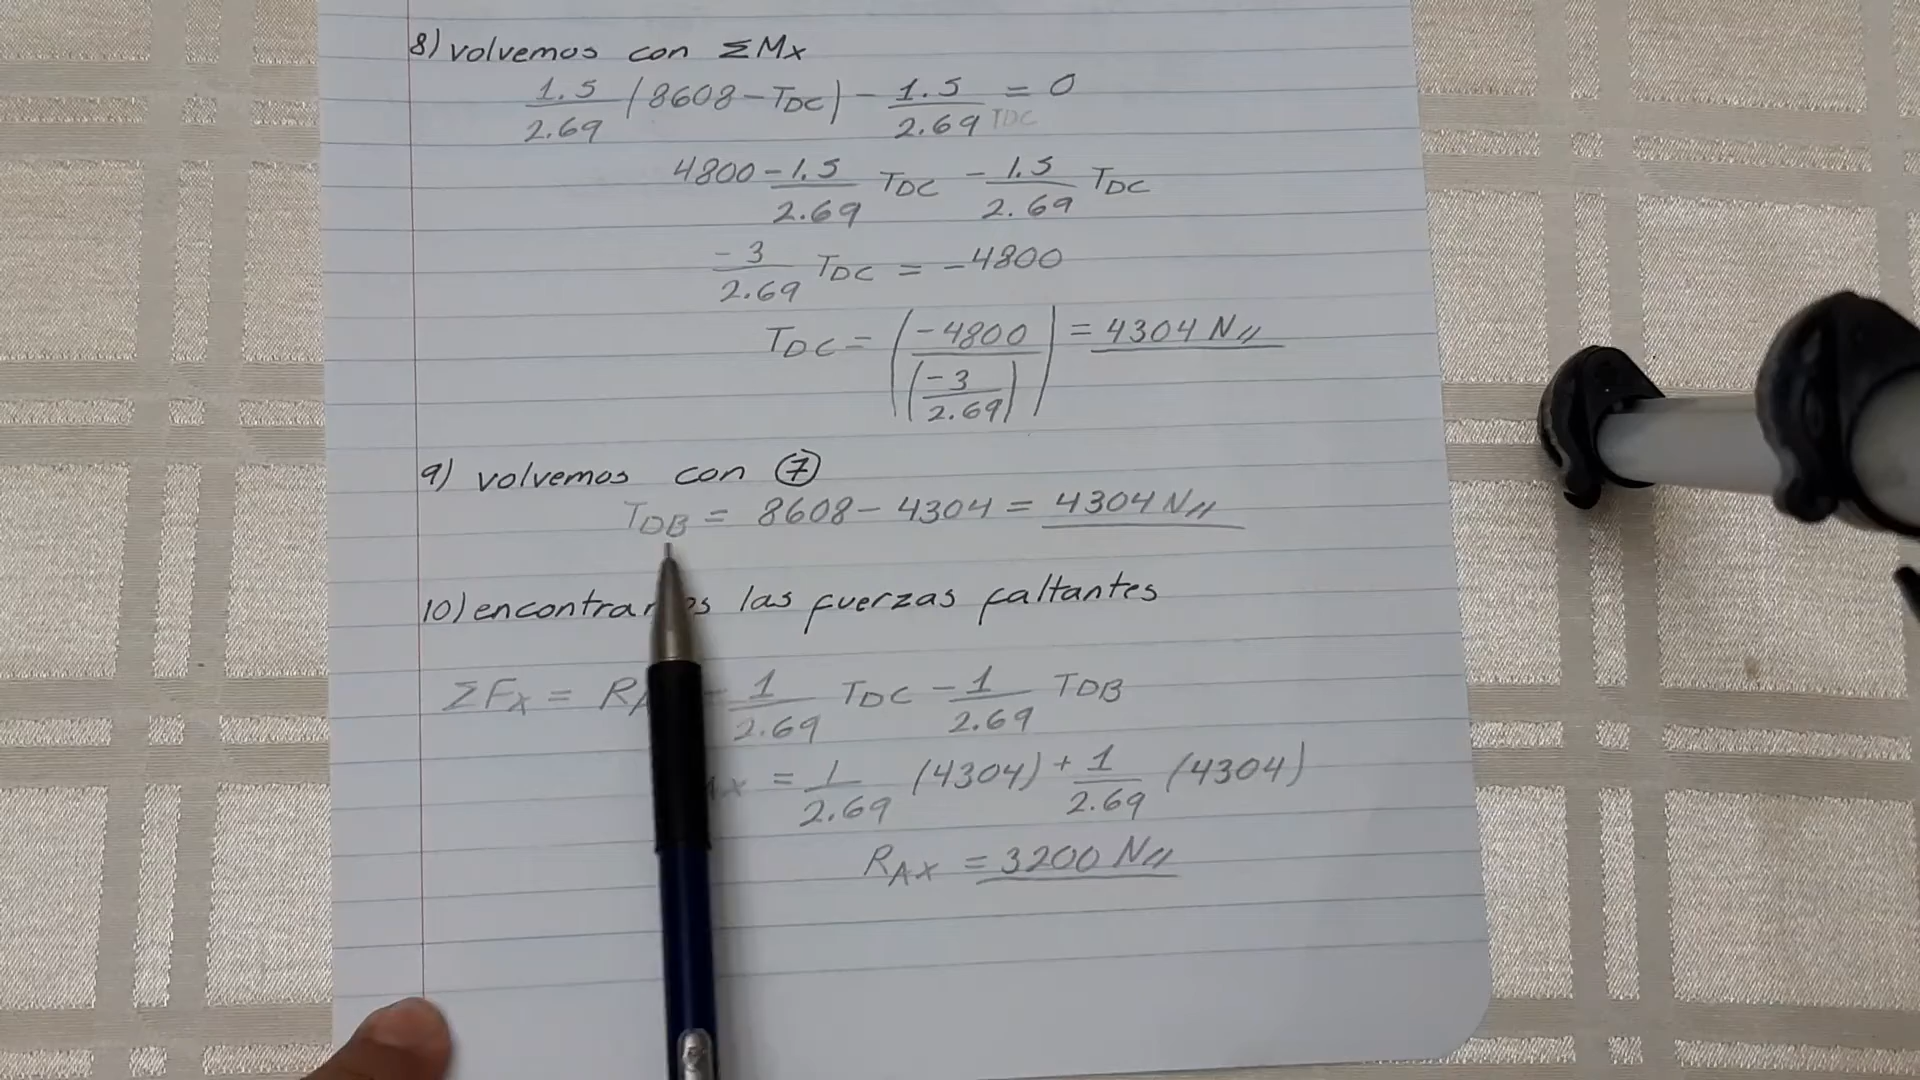 8) volvemos con ΣMx
1.5/2.69 (8608 - TDC) - 1.5/2.69 TDC = 0
4800 - 1.5/2.69 TDC - 1.5/2.69 TDC
-3/2.69 TDC = -4800
TDC = (-4800/(-3/2.69)) = 4304 N//
9) volvemos con ⑦
TDB = 8608 - 4304 = 4304 N//
10) las fuerzas faltantes
ΣFx = - 1/2.69 TDC - 1/2.69 TDB
= 1/2.69 (4304) + 1/2.69 (4304)
RAX = 3200 N//